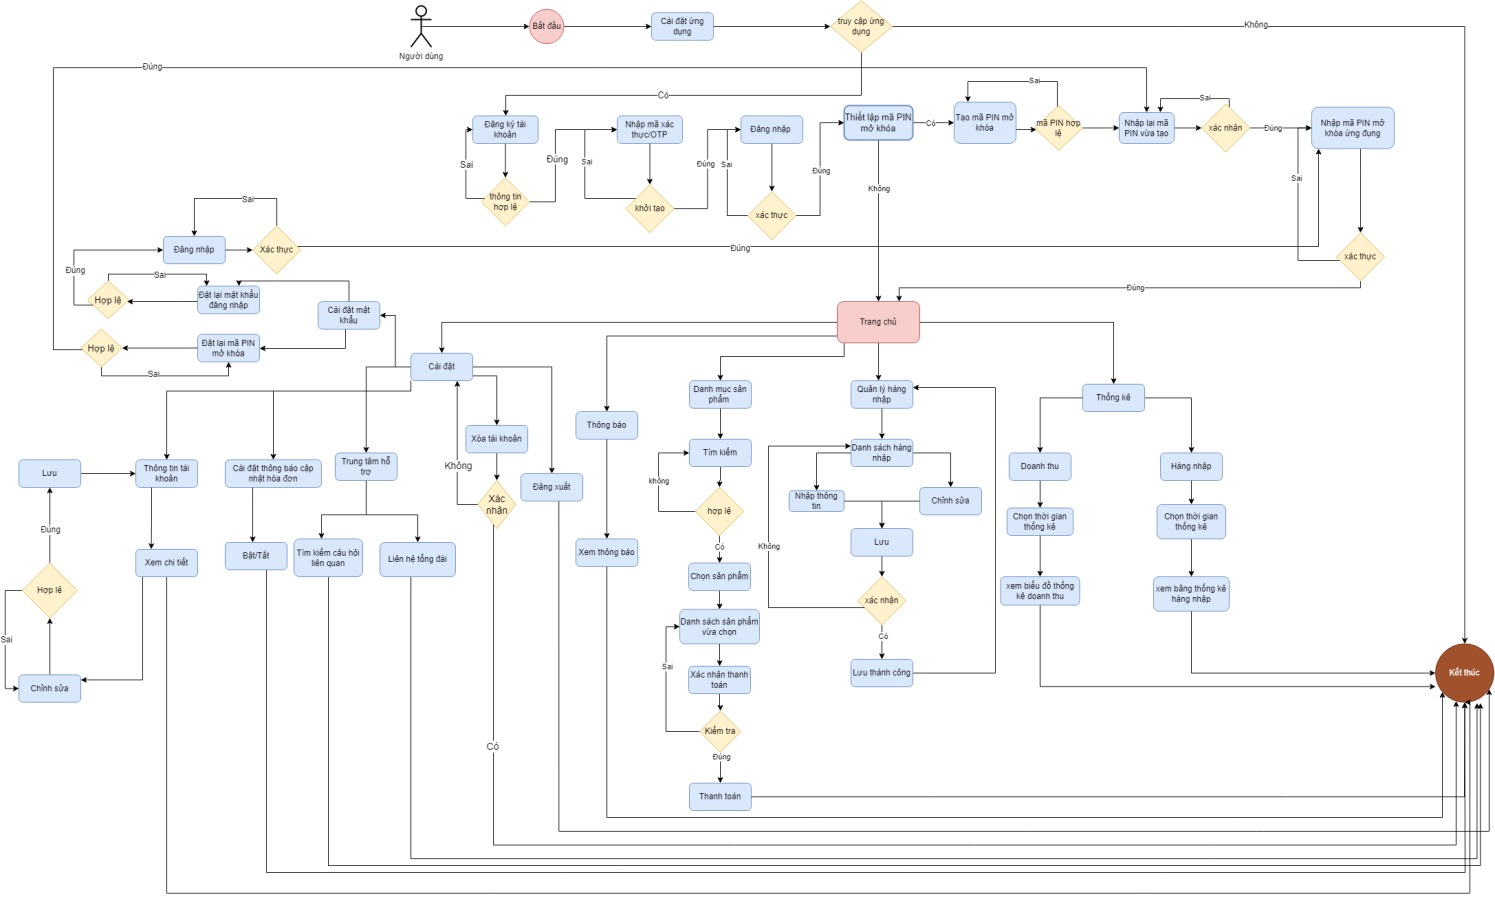 Người dùng
Bắt đầu
Cài đặt ứng
dụng
truy cập ứng
dụng
Không
Đúng
Có
Đăng ký tài
khoản
Sai
thông tin
hợp lệ
Đúng
Nhập mã xác
thực/OTP
Sai
khởi tạo
Đúng
Đăng nhập
Sai
xác thực
Đúng
Thiết lập mã PIN
mở khóa
Có
Không
Tạo mã PIN mở
khóa
Sai
mã PIN hợp
lệ
Nhập lại mã
PIN vừa tạo
Sai
xác nhận
Đúng
Nhập mã PIN mở
khóa ứng đụng
Sai
xác thực
Đúng
Sai
Đăng nhập
Xác thực
Đúng
Đúng
Sai
Hợp lệ
Đặt lại mật khẩu
đăng nhập
Cài đặt mật
khẩu
Hợp lệ
Đặt lại mã PIN
mở khóa
Sai
Trang chủ
Cài đặt
Lưu
Thông tin tài
khoản
Đúng
Hợp lệ
Sai
Chỉnh sửa
Xem chi tiết
Cài đặt thông báo cập
nhật hóa đơn
Bật/Tắt
Trung tâm hỗ
trợ
Tìm kiếm câu hỏi
liên quan
Liên hệ tổng đài
Xóa tài khoản
Không
Xác
nhận
Có
Đăng xuất
Thông báo
Xem thông báo
Danh mục sản
phẩm
Tìm kiếm
không
hợp lệ
Có
Chọn sản phẩm
Danh sách sản phẩm
vừa chọn
Sai
Xác nhận thanh
toán
Kiểm tra
Đúng
Thanh toán
Quản lý hàng
nhập
Danh sách hàng
nhập
Nhập thông
tin
Chỉnh sửa
Không
Lưu
xác nhận
Có
Lưu thành công
Thống kê
Doanh thu
Chọn thời gian
thống kê
xem biểu đồ thống
kê doanh thu
Hàng nhập
Chọn thời gian
thống kê
xem bảng thống kê
hàng nhập
Kết thúc